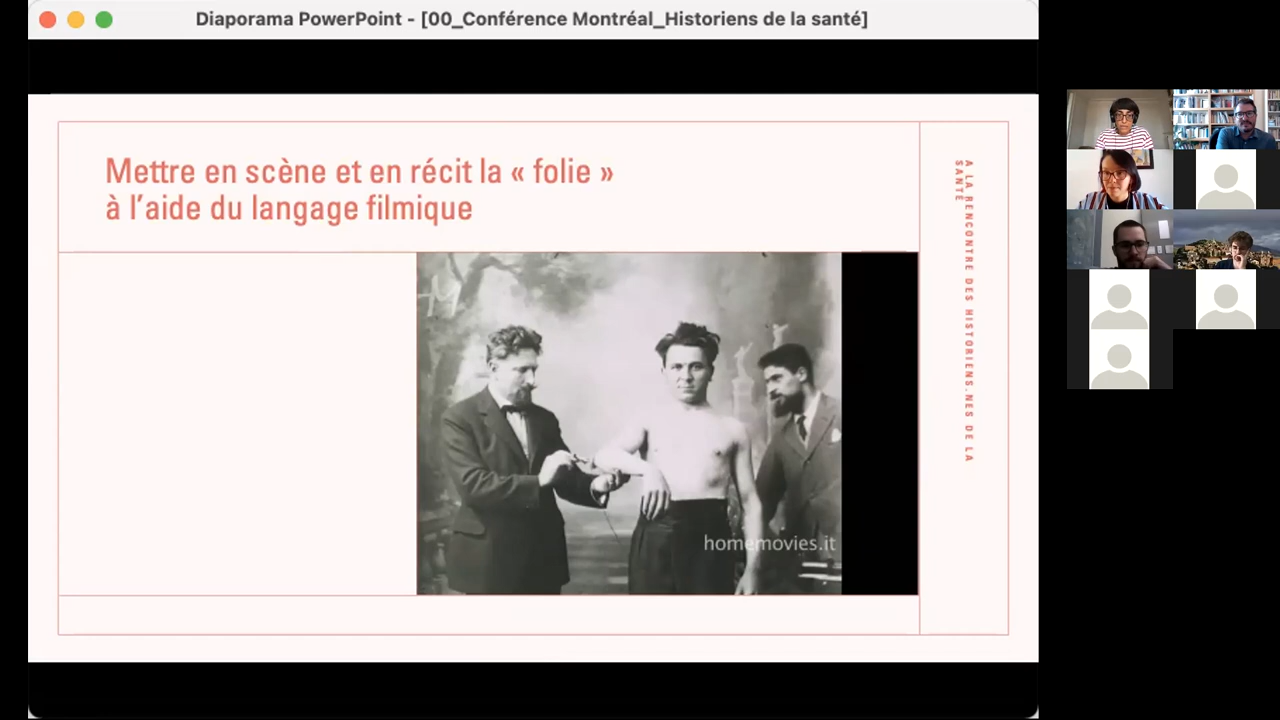 Diaporama PowerPoint - [00_Conférence Montréal_Historiens de la santé]
Mettre en scène et en récit la « folie »
à l'aide du langage filmique
A LA RENCONTRE DES HISTORIENS.NES DE LA
SANTÉ
homemovies.it